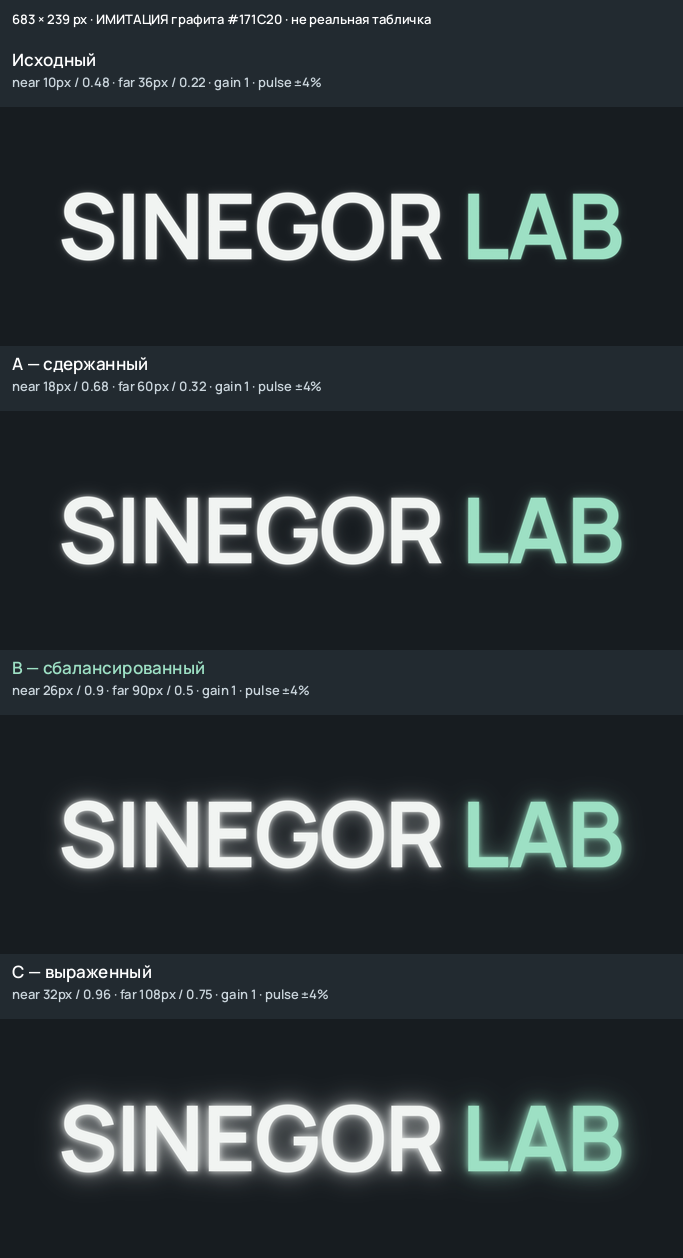 683 × 239 px · ИМИТАЦИЯ графита #171C20 · не реальная табличка
Исходный
near 10px / 0.48 · far 36px / 0.22 · gain 1 · pulse ±4%
SINEGOR LAB
A — сдержанный
near 18px / 0.68 · far 60px / 0.32 · gain 1 · pulse ±4%
SINEGOR LAB
B — сбалансированный
near 26px / 0.9 · far 90px / 0.5 · gain 1 · pulse ±4%
SINEGOR LAB
C — выраженный
near 32px / 0.96 · far 108px / 0.75 · gain 1 · pulse ±4%
SINEGOR LAB